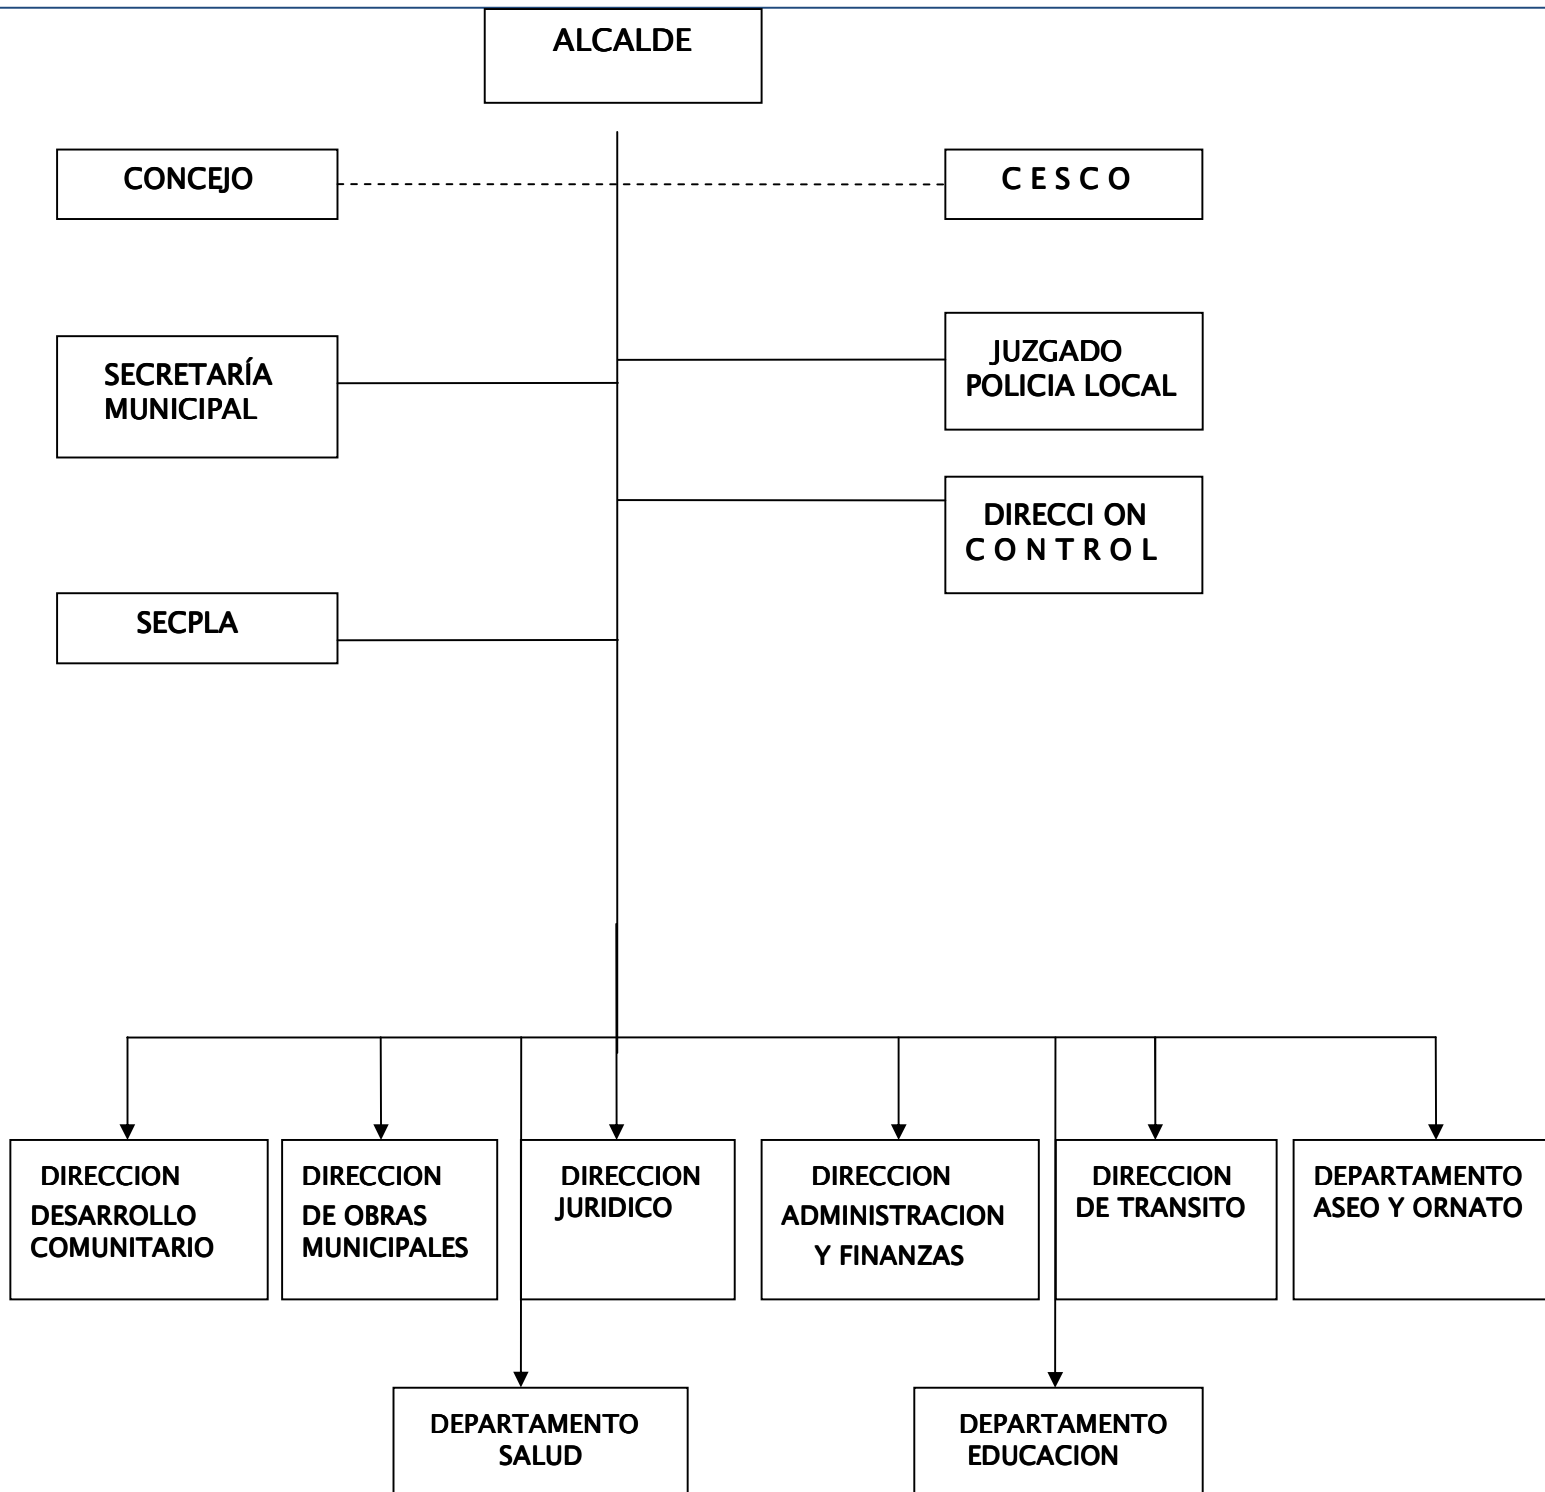 ALCALDE
CONCEJO
C E S C O
SECRETARÍA
MUNICIPAL
JUZGADO
POLICIA LOCAL
DIRECCI ON
C O N T R O L
SECPLA
DIRECCION
DESARROLLO
COMUNITARIO
DIRECCION
DE OBRAS
MUNICIPALES
DIRECCION
JURIDICO
DIRECCION
ADMINISTRACION
Y FINANZAS
DIRECCION
DE TRANSITO
DEPARTAMENTO
ASEO Y ORNATO
DEPARTAMENTO
SALUD
DEPARTAMENTO
EDUCACION